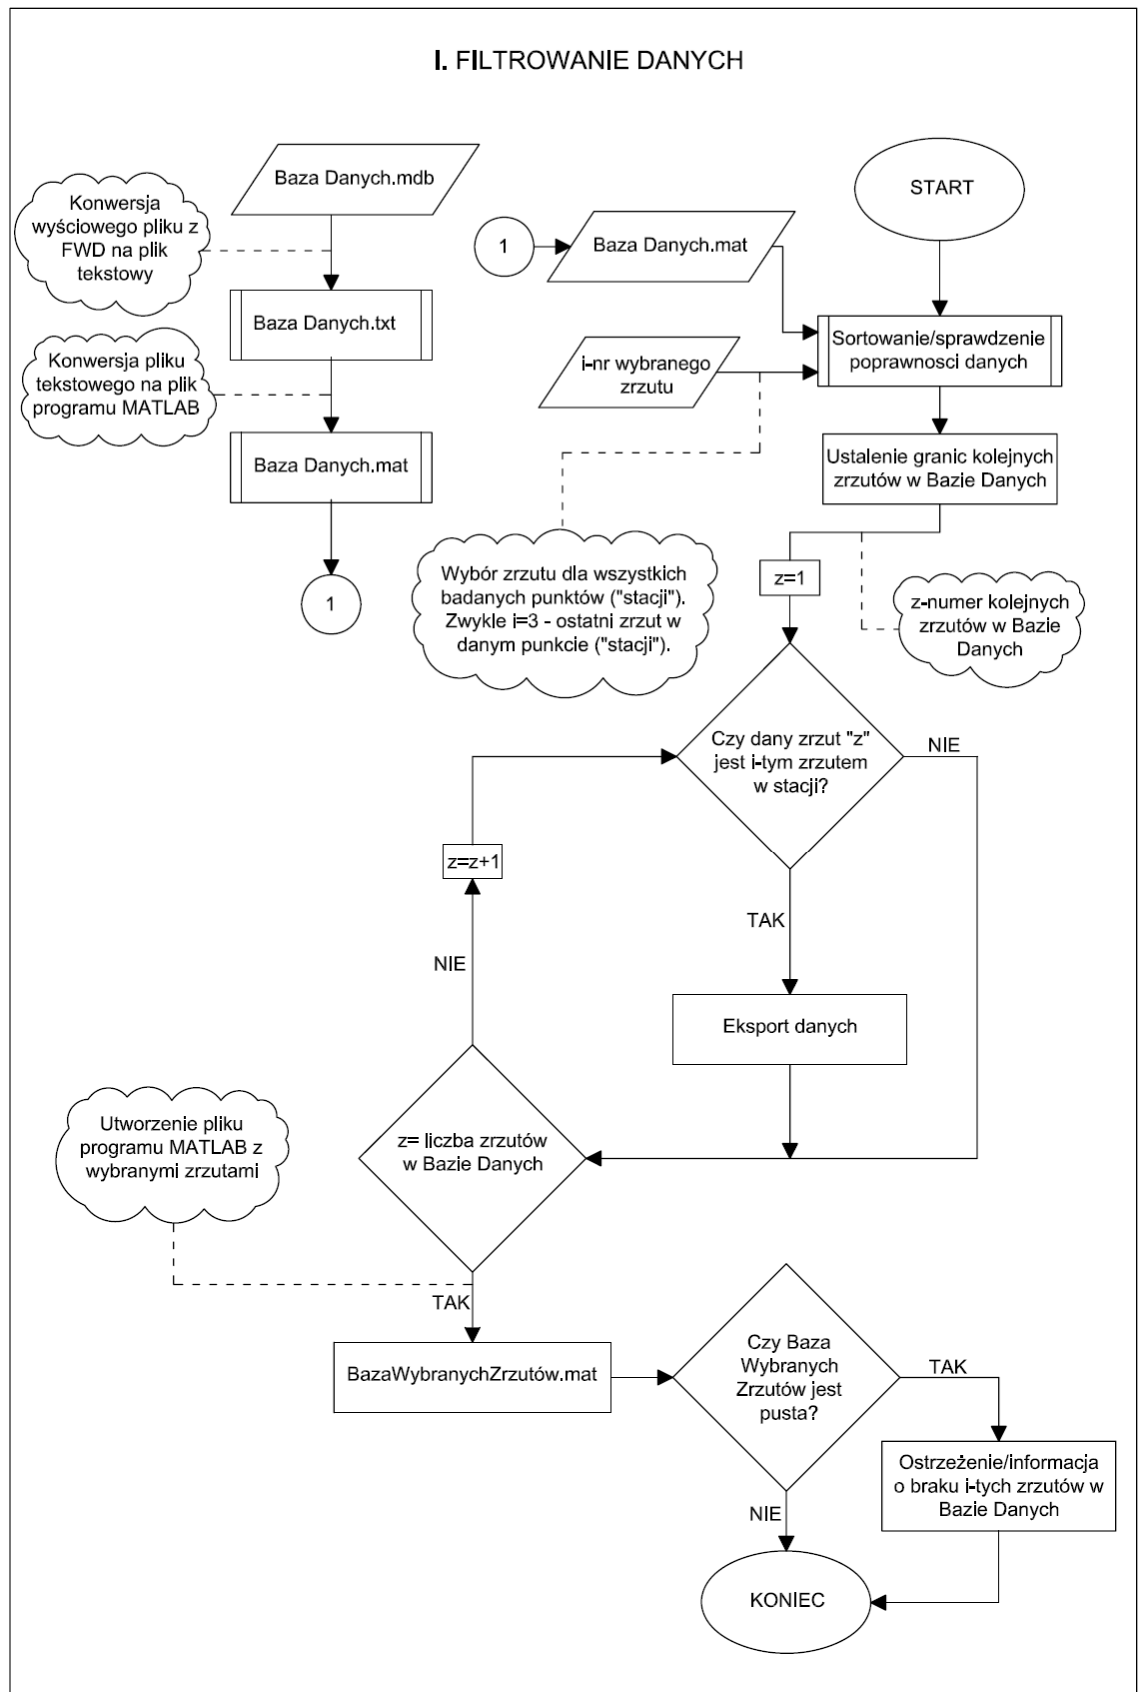 I. FILTROWANIE DANYCH
Baza Danych.mdb
Konwersja
wyściowego pliku z
FWD na plik
tekstowy
Baza Danych.txt
Konwersja pliku
tekstowego na plik
programu MATLAB
Baza Danych.mat
1
1
Baza Danych.mat
START
i-nr wybranego
zrzutu
Sortowanie/sprawdzenie
poprawnosci danych
Ustalenie granic kolejnych
zrzutów w Bazie Danych
Wybór zrzutu dla wszystkich
badanych punktów ("stacji").
Zwykle i=3 - ostatni zrzut w
danym punkcie ("stacji").
z=1
z-numer kolejnych
zrzutów w Bazie
Danych
Czy dany zrzut "z"
jest i-tym zrzutem
w stacji?
NIE
TAK
z=z+1
NIE
Eksport danych
z= liczba zrzutów
w Bazie Danych
Utworzenie pliku
programu MATLAB z
wybranymi zrzutami
TAK
BazaWybranychZrzutów.mat
Czy Baza
Wybranych
Zrzutów jest
pusta?
TAK
Ostrzeżenie/informacja
o braku i-tych zrzutów w
Bazie Danych
NIE
KONIEC